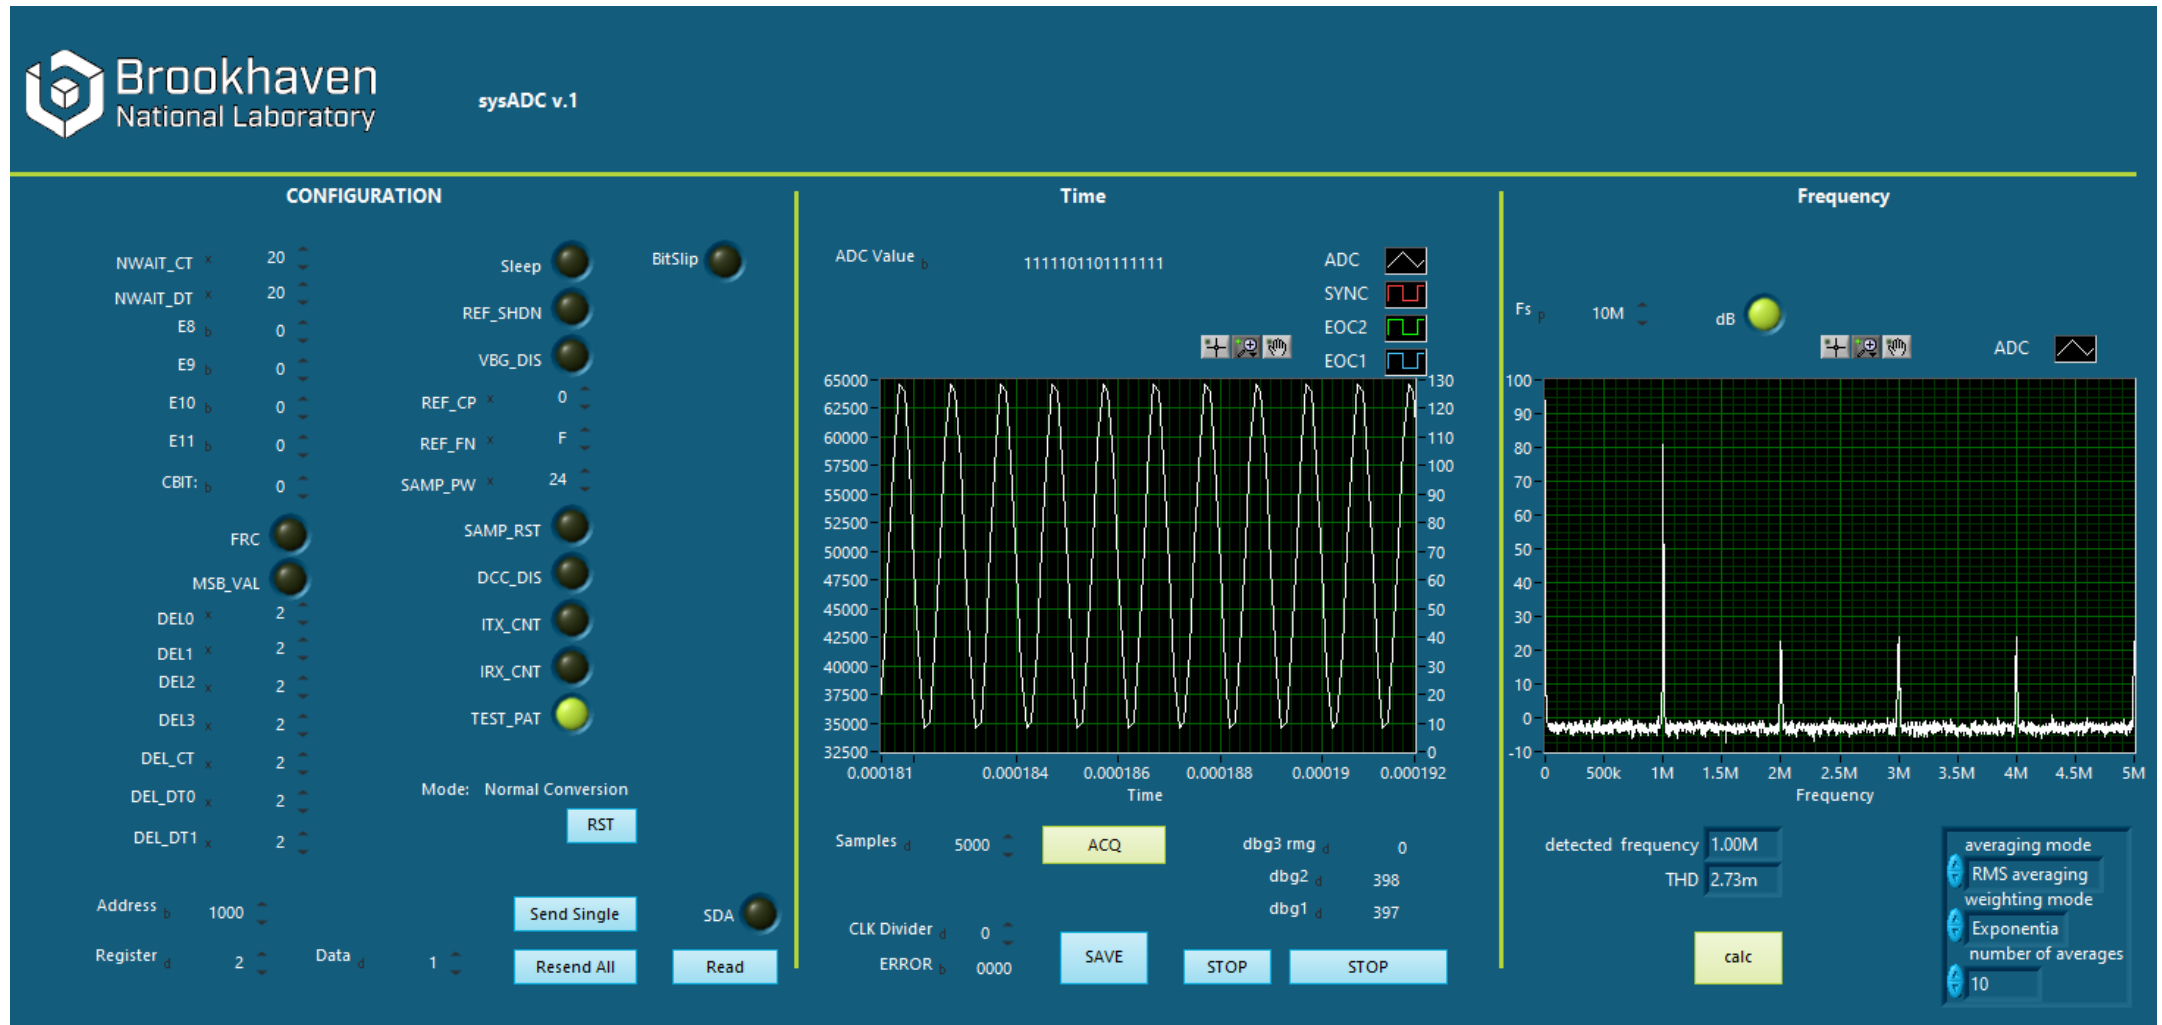 Brookhaven
National Laboratory
sysADC v.1
CONFIGURATION
NWAIT_CT x 20
NWAIT_DT x 20
E8 b 0
E9 b 0
E10 b 0
E11 b 0
CBIT: b 0
FRC
MSB_VAL
DEL0 x 2
DEL1 x 2
DEL2 x 2
DEL3 x 2
DEL_CT x 2
DEL_DT0 x 2
DEL_DT1 x 2
Sleep
BitSlip
REF_SHDN
VBG_DIS
REF_CP x 0
REF_FN x F
SAMP_PW x 24
SAMP_RST
DCC_DIS
ITX_CNT
IRX_CNT
TEST_PAT
Mode: Normal Conversion
RST
Address b 1000
Send Single
SDA
Register d 2
Data d 1
Resend All
Read
Time
ADC Value b 1111101101111111
ADC
SYNC
EOC2
EOC1
65000
62500
60000
57500
55000
52500
50000
47500
45000
42500
40000
37500
35000
32500
130
120
110
100
90
80
70
60
50
40
30
20
10
0
0.000181 0.000184 0.000186 0.000188 0.00019 0.000192
Time
Samples d 5000
ACQ
dbg3 rmg d 0
dbg2 d 398
dbg1 d 397
CLK Divider d 0
ERROR b 0000
SAVE
STOP
STOP
Frequency
Fs p 10M
dB
ADC
100
90
80
70
60
50
40
30
20
10
0
-10
0 500k 1M 1.5M 2M 2.5M 3M 3.5M 4M 4.5M 5M
Frequency
detected frequency 1.00M
THD 2.73m
calc
averaging mode
RMS averaging
weighting mode
Exponentia
number of averages
10